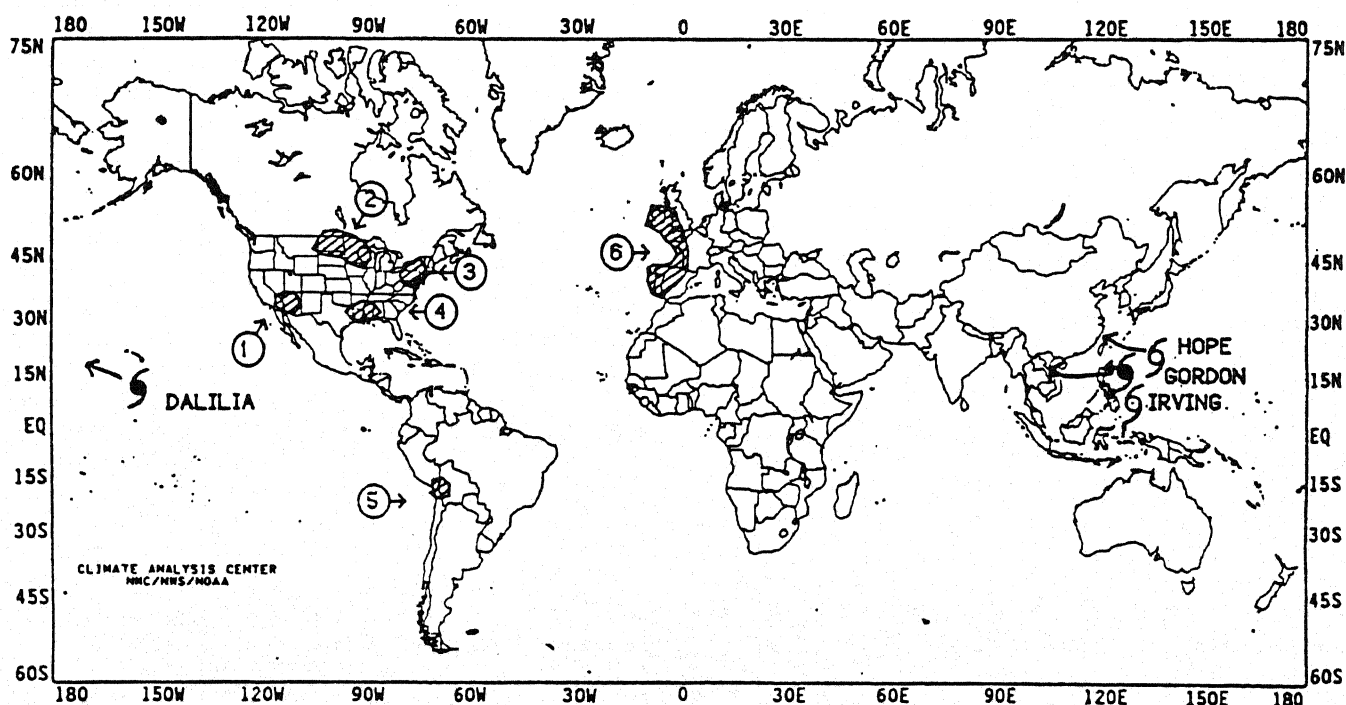 180 150W 120W 90W 60W 30W 0 30E 60E 90E 120E 150E 180
75N 75N
60N 60N
2
45N 6 45N
3
4
30N 30N
1
HOPE
15N GORDON 15N
DALILIA IRVING
EQ EQ
15S 15S
5
30S 30S
CLIMATE ANALYSIS CENTER
NMC/NWS/NOAA
45S 45S
60S 60S
180 150W 120W 90W 60W 30W 0 30E 60E 90E 120E 150E 180